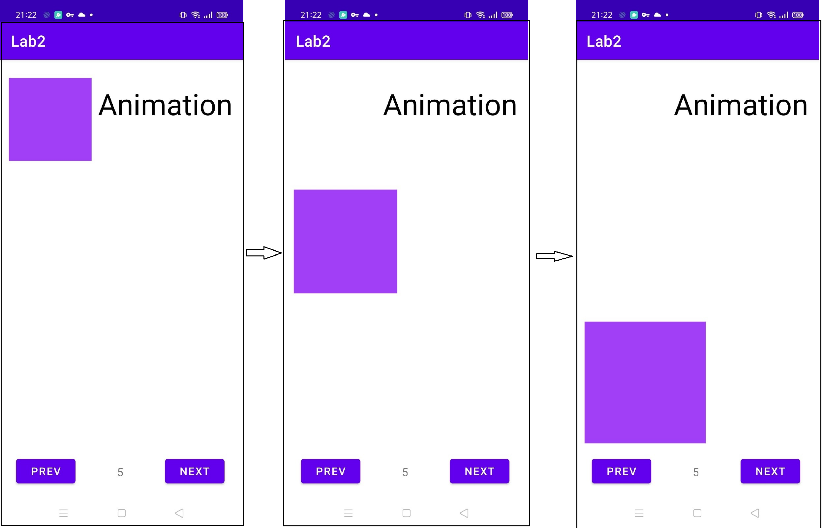 21:22
Lab2
Animation
PREV 5 NEXT
21:22
Lab2
Animation
PREV 5 NEXT
21:22
Lab2
Animation
PREV 5 NEXT